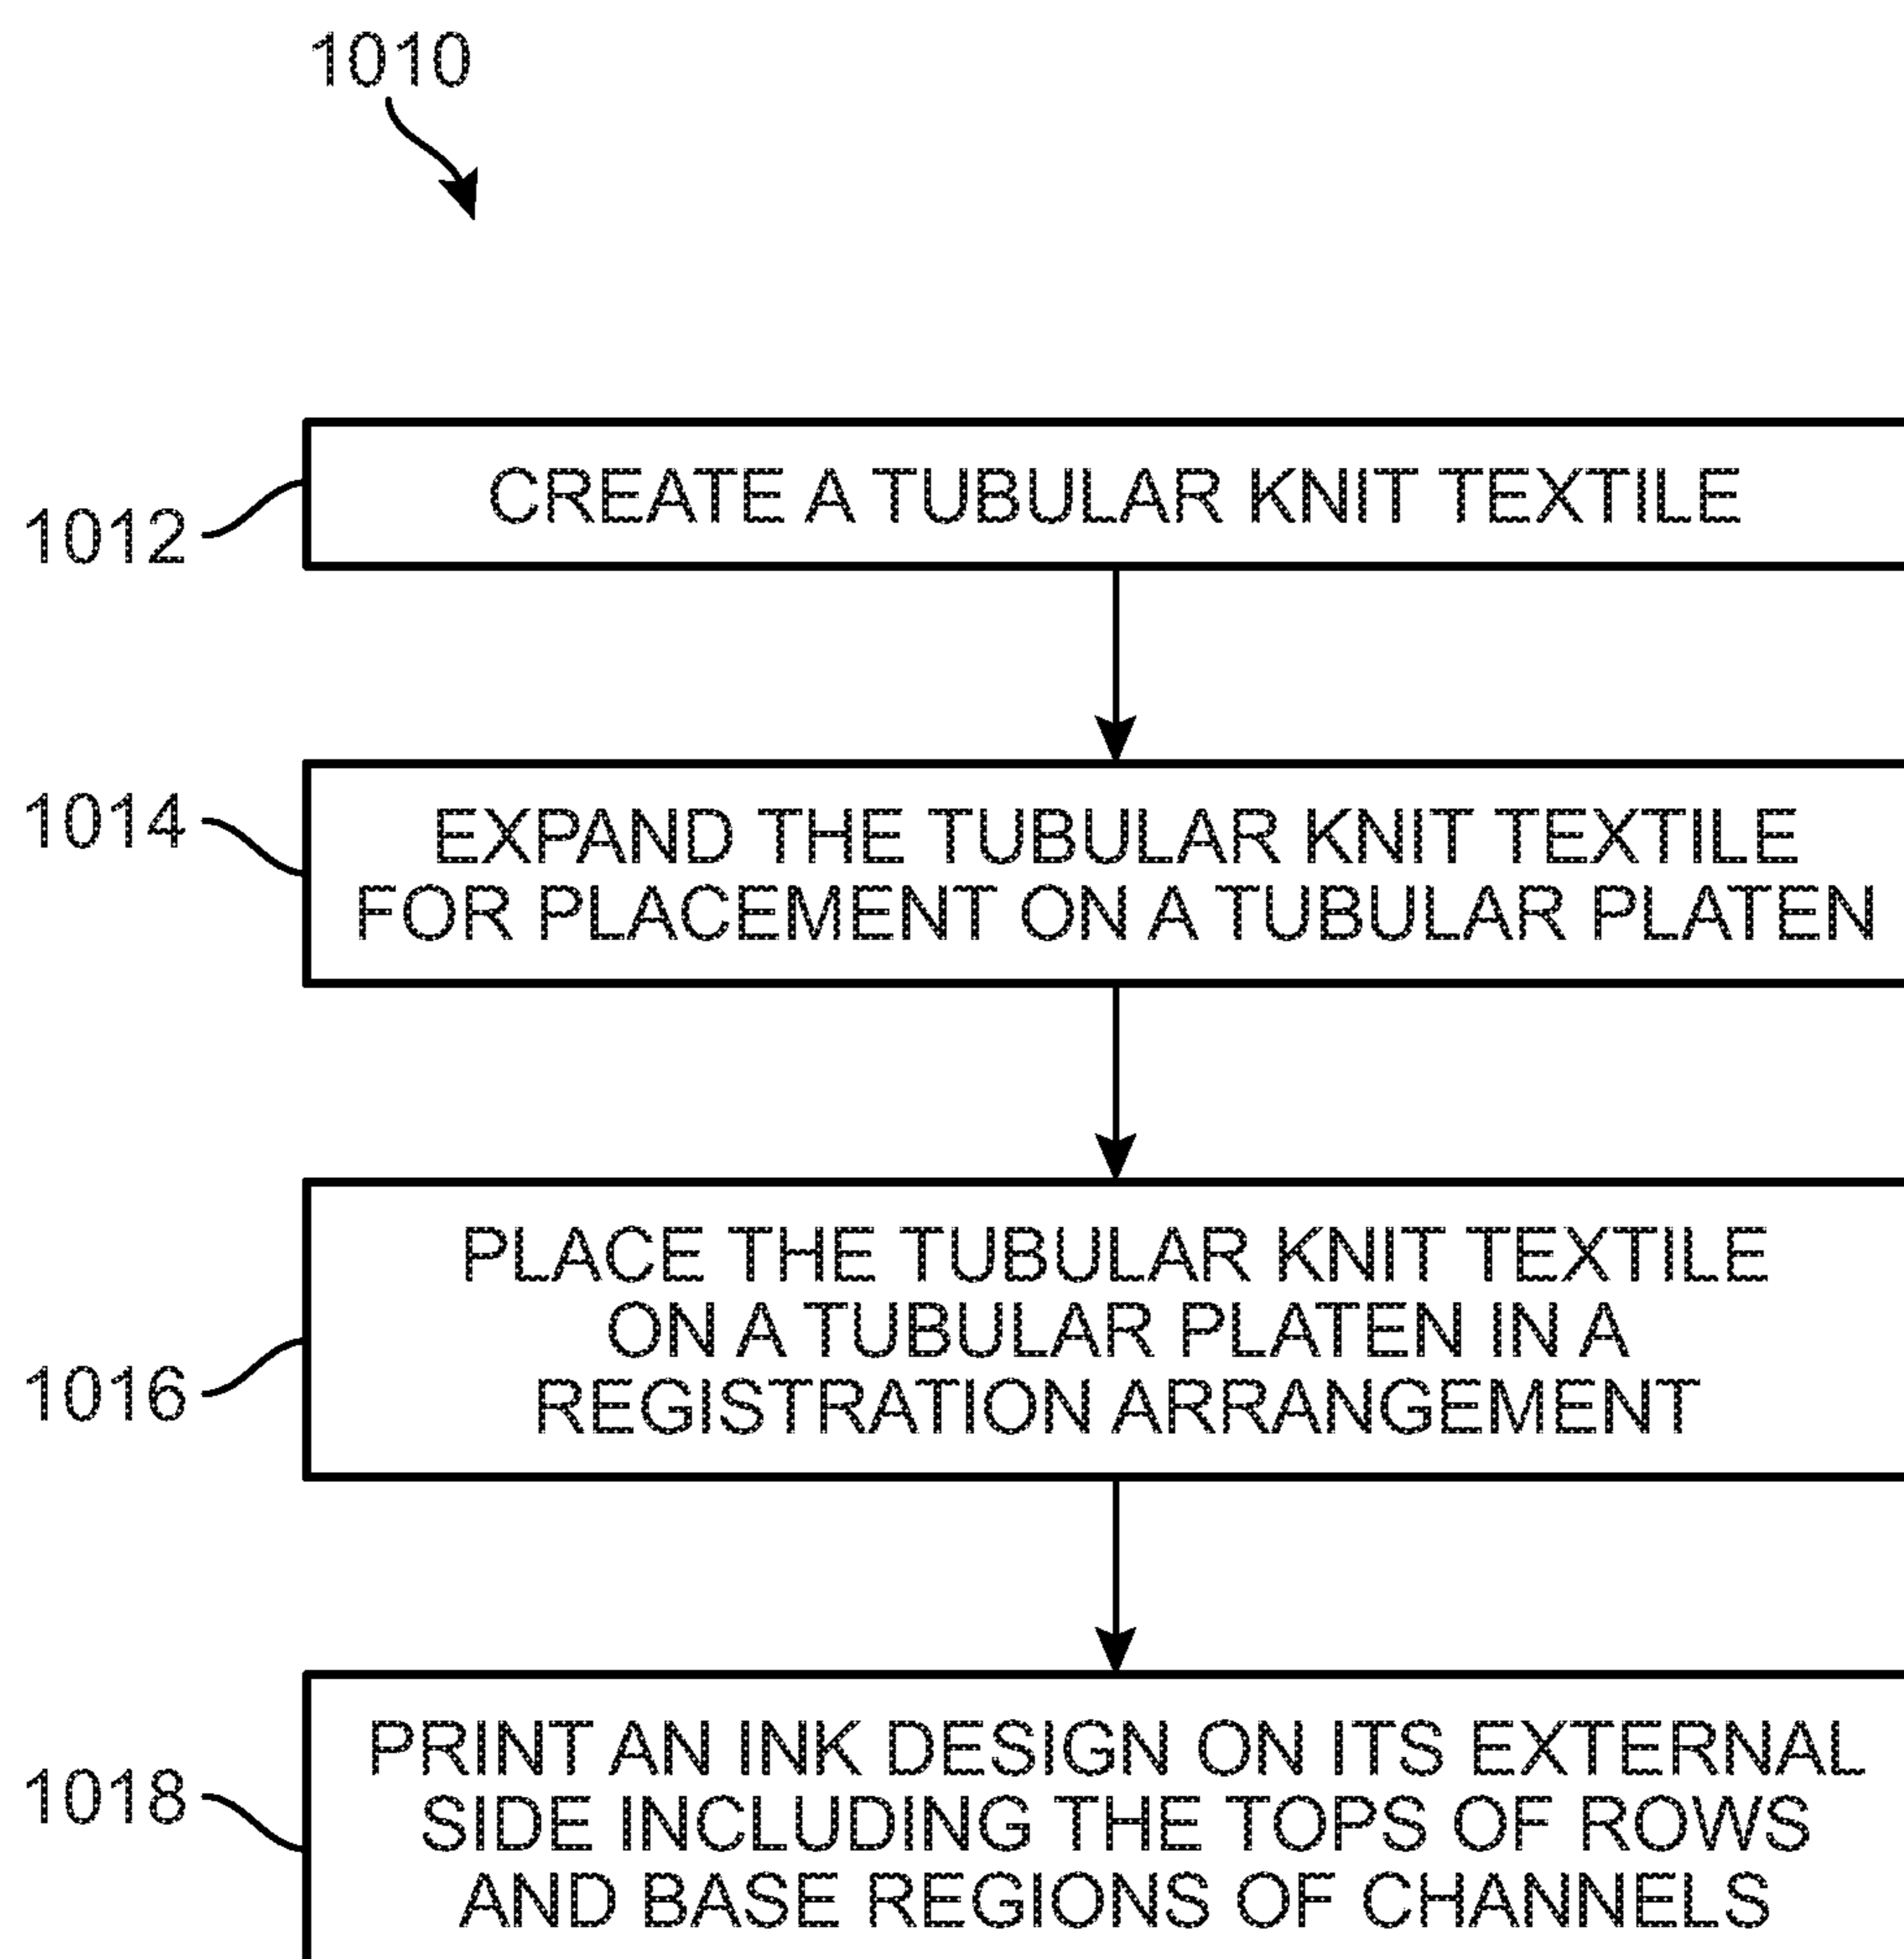 1010
1012
CREATE A TUBULAR KNIT TEXTILE
1014
EXPAND THE TUBULAR KNIT TEXTILE
FOR PLACEMENT ON A TUBULAR PLATEN
1016
PLACE THE TUBULAR KNIT TEXTILE
ON A TUBULAR PLATEN IN A
REGISTRATION ARRANGEMENT
1018
PRINT AN INK DESIGN ON ITS EXTERNAL
SIDE INCLUDING THE TOPS OF ROWS
AND BASE REGIONS OF CHANNELS